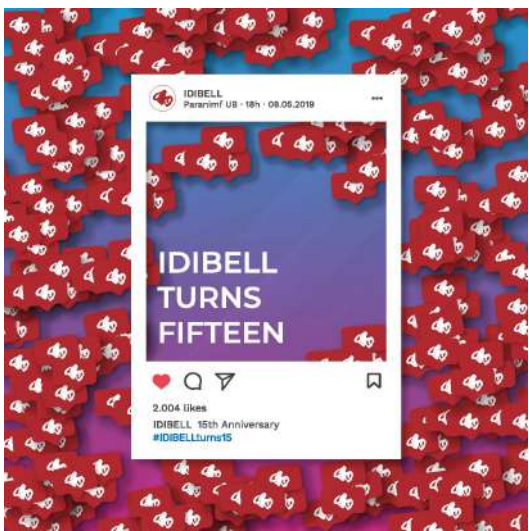 IDIBELL
Paranimf UB · 18h · 08.05.2019
IDIBELL
TURNS
FIFTEEN
2.004 likes
IDIBELL 15th Anniversary
#IDIBELLturns15